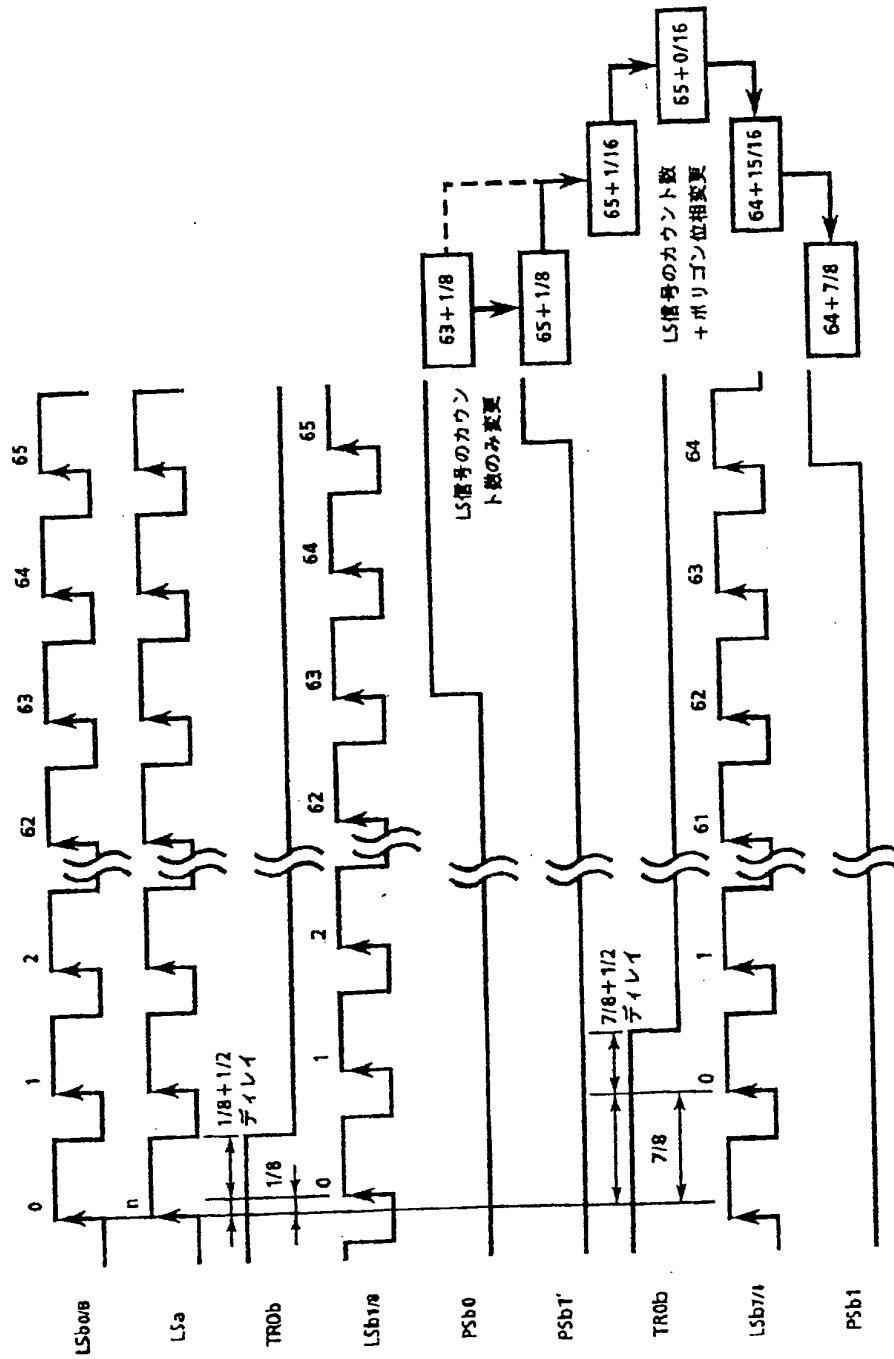 LSb0/8
0
1
2
62
63
64
65
LSa
n
TR0b
1/8+1/2
ディレイ
1/8
LSb1/8
0
1
2
62
63
64
65
PSb0
63+1/8
LS信号のカウン
ト数のみ変更
PSb1'
65+1/8
65+1/16
TR0b
7/8+1/2
ディレイ
7/8
LS信号のカウント数
+ポリゴン位相変更
65+0/16
0
1
61
62
63
64
64+15/16
PSb1
64+7/8